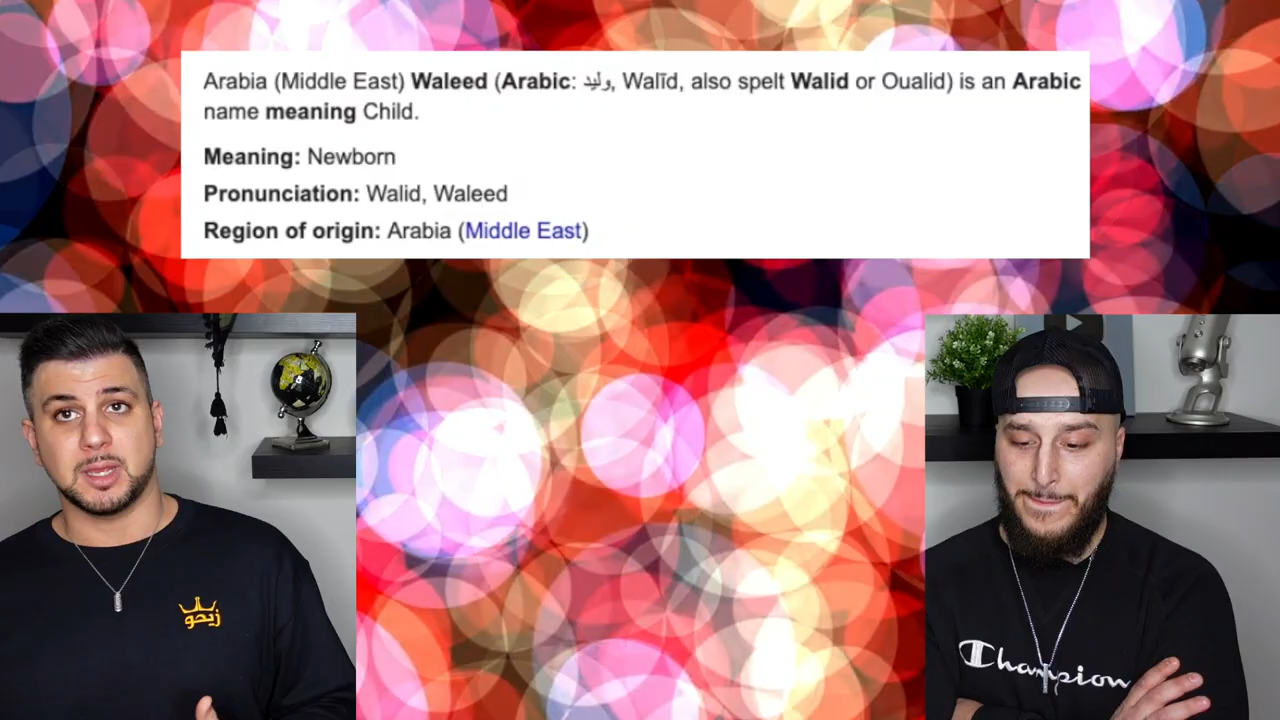 Arabia (Middle East) Waleed (Arabic: وليد, Walīd, also spelt Walid or Oualid) is an Arabic
name meaning Child.
Meaning: Newborn
Pronunciation: Walid, Waleed
Region of origin: Arabia (Middle East)
زيحو
Champion